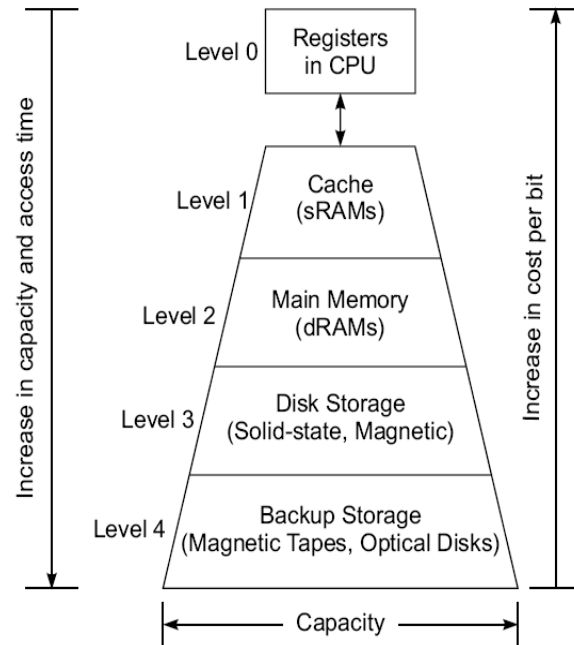 Level 0
Registers
in CPU
Increase in capacity and access time
Level 1
Cache
(sRAMs)
Level 2
Main Memory
(dRAMs)
Level 3
Disk Storage
(Solid-state, Magnetic)
Level 4
Backup Storage
(Magnetic Tapes, Optical Disks)
Increase in cost per bit
Capacity